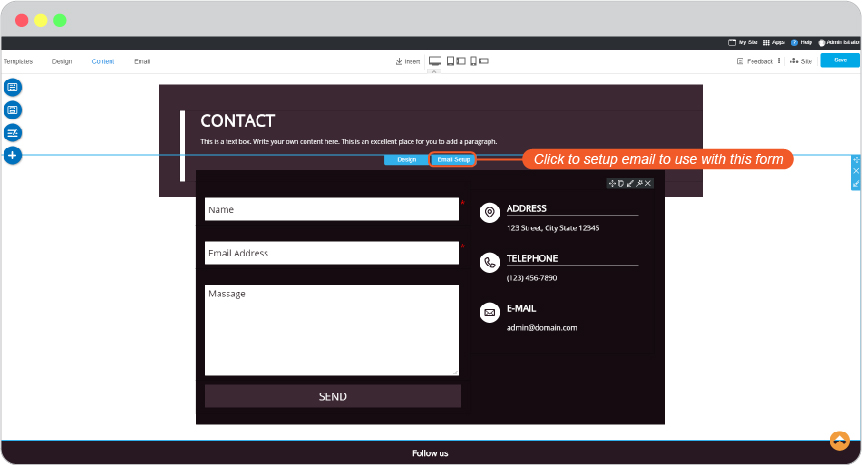 My Site Apps Help Admin Istrator
Templates Design Content Email Insert Feedback Site Save
CONTACT
This is a text box. Write your own content here. This is an excellent place for you to add a paragraph.
Design Email Setup Click to setup email to use with this form
Name *
ADDRESS
123 Street, City State 12345
Email Address *
TELEPHONE
(123) 456-7890
Massage
E-MAIL
admin@domain.com
SEND
Follow us